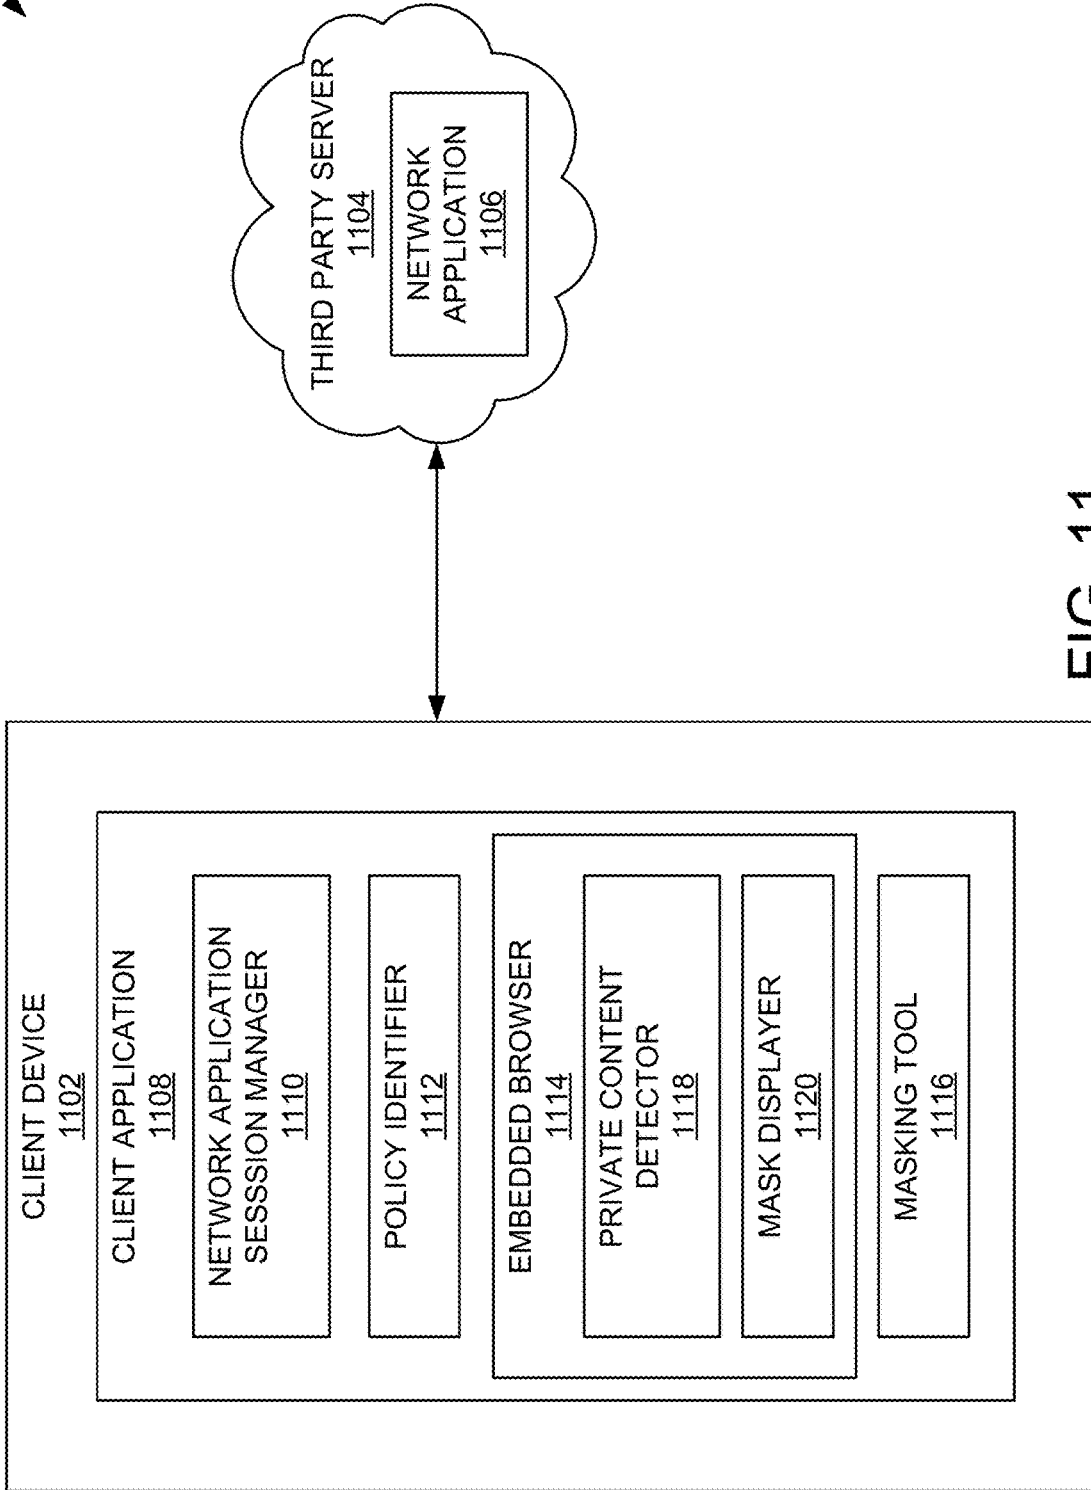 CLIENT DEVICE
1102
CLIENT APPLICATION
1108
NETWORK APPLICATION
SESSSION MANAGER
1110
POLICY IDENTIFIER
1112
EMBEDDED BROWSER
1114
PRIVATE CONTENT
DETECTOR
1118
MASK DISPLAYER
1120
MASKING TOOL
1116
THIRD PARTY SERVER
1104
NETWORK
APPLICATION
1106
FIG. 11